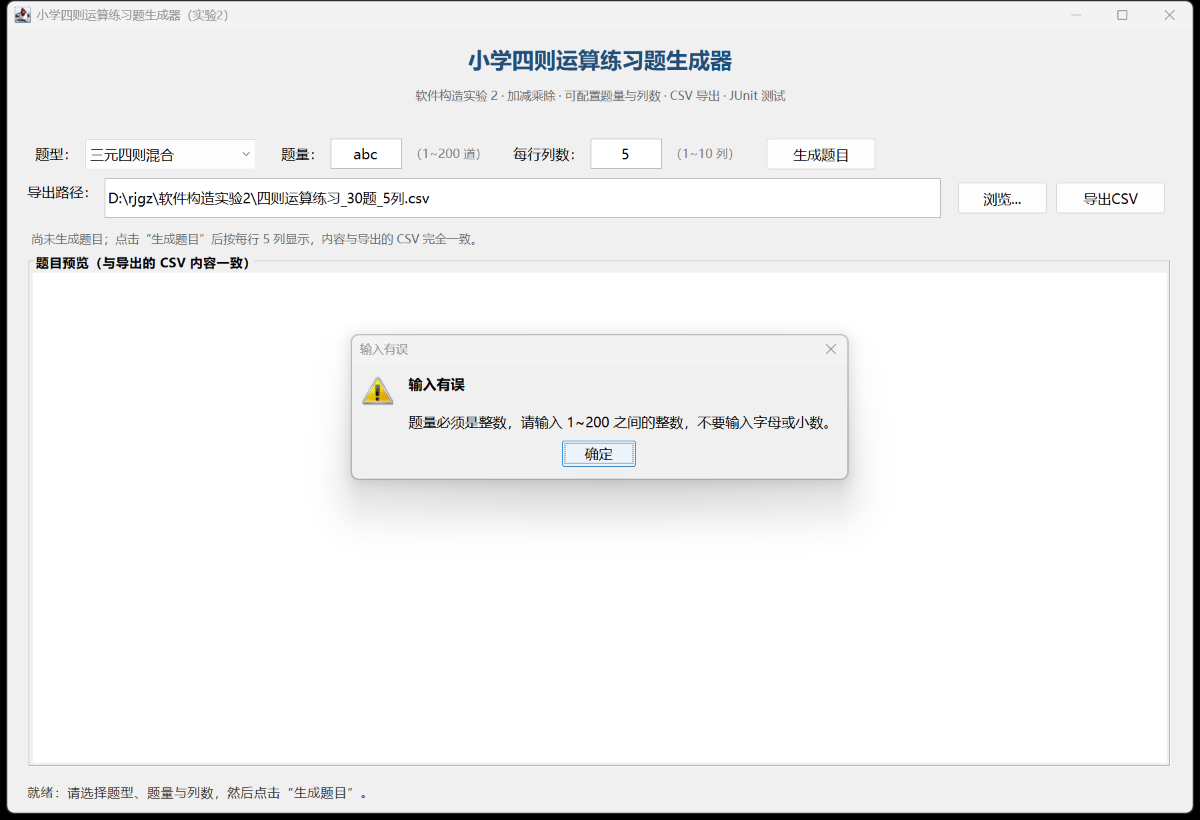 小学四则运算练习题生成器（实验2）
小学四则运算练习题生成器
软件构造实验 2 · 加减乘除 · 可配置题量与列数 · CSV 导出 · JUnit 测试
题型： 三元四则混合 题量： abc （1~200 道） 每行列数： 5 （1~10 列） 生成题目
导出路径： D:\rjgz\软件构造实验2\四则运算练习_30题_5列.csv 浏览... 导出CSV
尚未生成题目；点击“生成题目”后按每行 5 列显示，内容与导出的 CSV 完全一致。
题目预览（与导出的 CSV 内容一致）
输入有误
输入有误
题量必须是整数，请输入 1~200 之间的整数，不要输入字母或小数。
确定
就绪：请选择题型、题量与列数，然后点击“生成题目”。